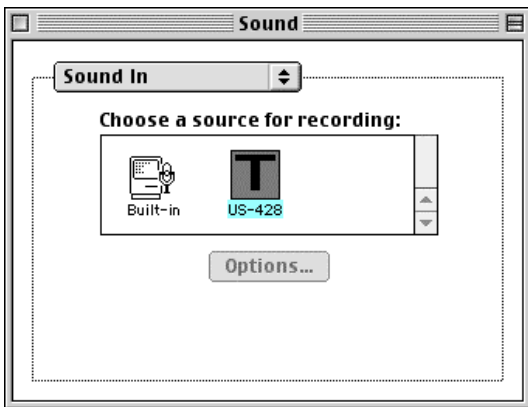 Sound
Sound In
Choose a source for recording:
T
Built-in US-428
Options...